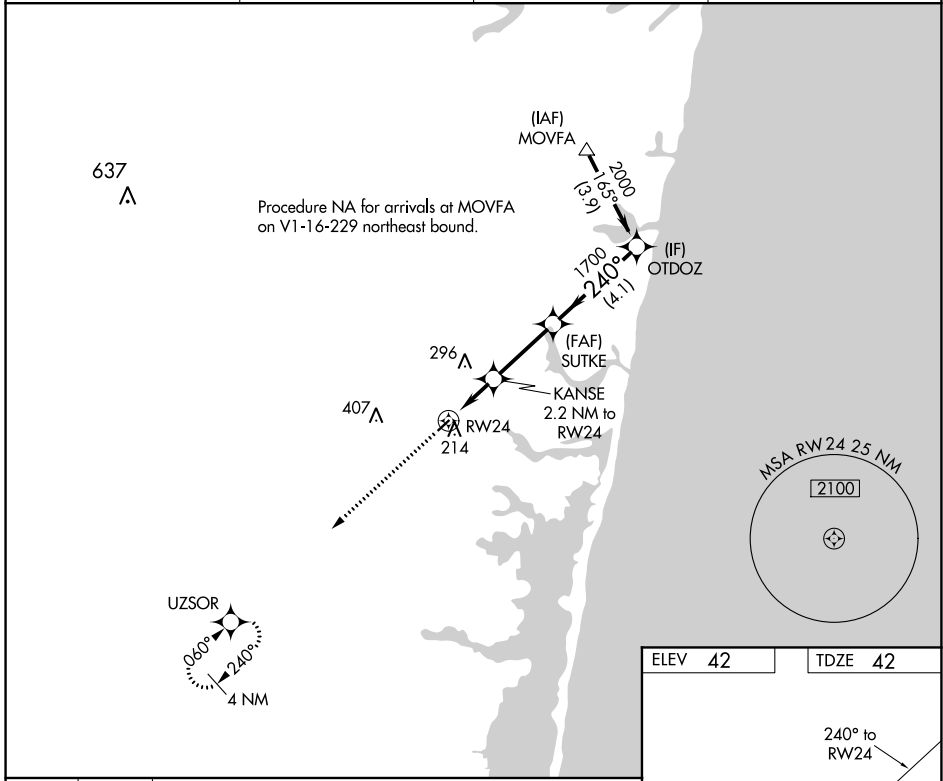 (IAF)
MOVFA
2000
165°
(3.9)
637
Procedure NA for arrivals at MOVFA
on V1-16-229 northeast bound.
(IF)
OTDOZ
1700
240°
(4.1)
(FAF)
SUTKE
296
KANSE
2.2 NM to
RW24
407
RW24
214
MSA RW24 25 NM
2100
UZSOR
060°
240°
4 NM
ELEV 42
TDZE 42
240° to
RW24